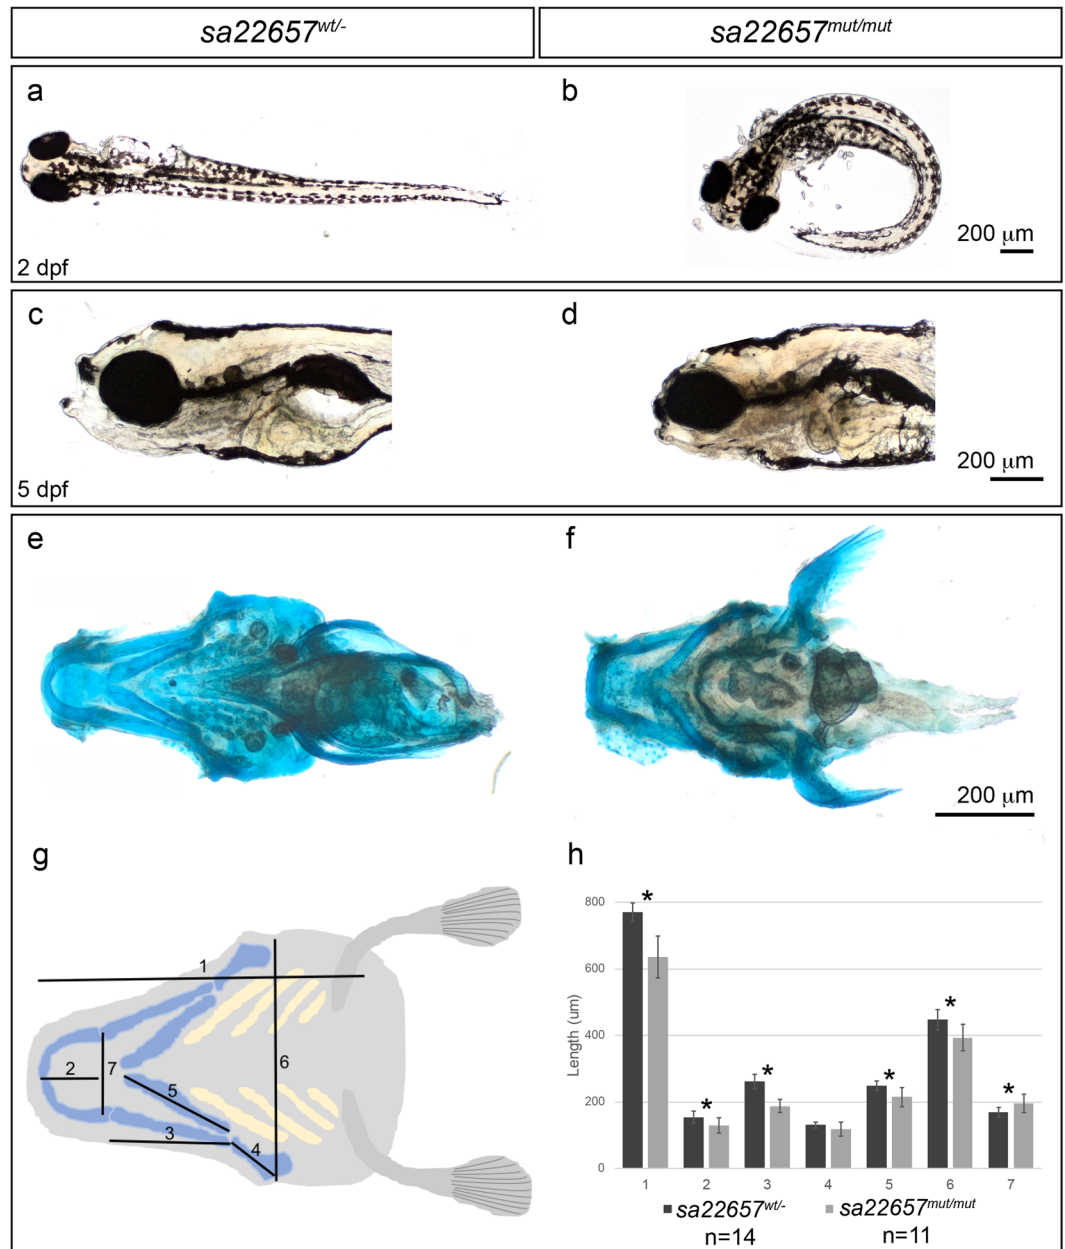 sa22657wt/-
sa22657mut/mut
a
b
200 μm
2 dpf
c
d
200 μm
5 dpf
e
f
200 μm
g
h
1
2
7
5
3
4
6
Length (um)
800
600
400
200
0
*
*
*
*
*
*
1 2 3 4 5 6 7
sa22657wt/- sa22657mut/mut
n=14 n=11